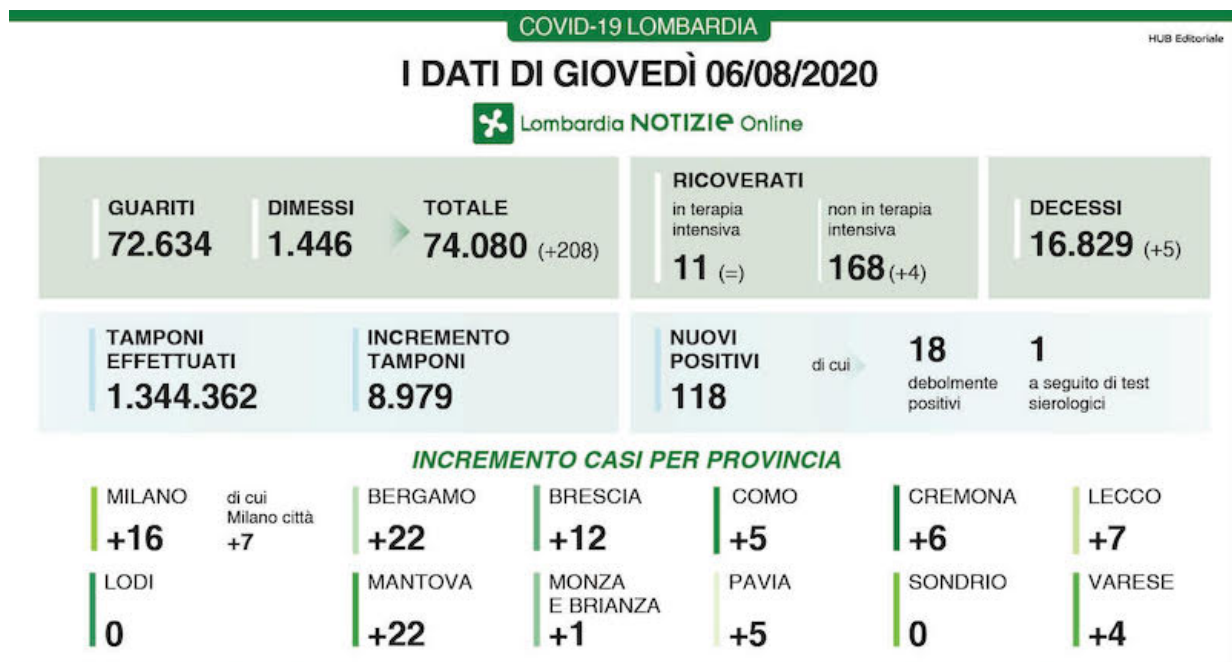 COVID-19 LOMBARDIA
HUB Editoriale
I DATI DI GIOVEDÌ 06/08/2020
Lombardia NOTIZIE Online
GUARITI
72.634
DIMESSI
1.446
TOTALE
74.080 (+208)
RICOVERATI
in terapia
intensiva
11 (=)
non in terapia
intensiva
168 (+4)
DECESSI
16.829 (+5)
TAMPONI
EFFETTUATI
1.344.362
INCREMENTO
TAMPONI
8.979
NUOVI
POSITIVI
118
di cui
18
debolmente
positivi
1
a seguito di test
sierologici
INCREMENTO CASI PER PROVINCIA
MILANO
+16
di cui
Milano città
+7
BERGAMO
+22
BRESCIA
+12
COMO
+5
CREMONA
+6
LECCO
+7
LODI
0
MANTOVA
+22
MONZA
E BRIANZA
+1
PAVIA
+5
SONDRIO
0
VARESE
+4